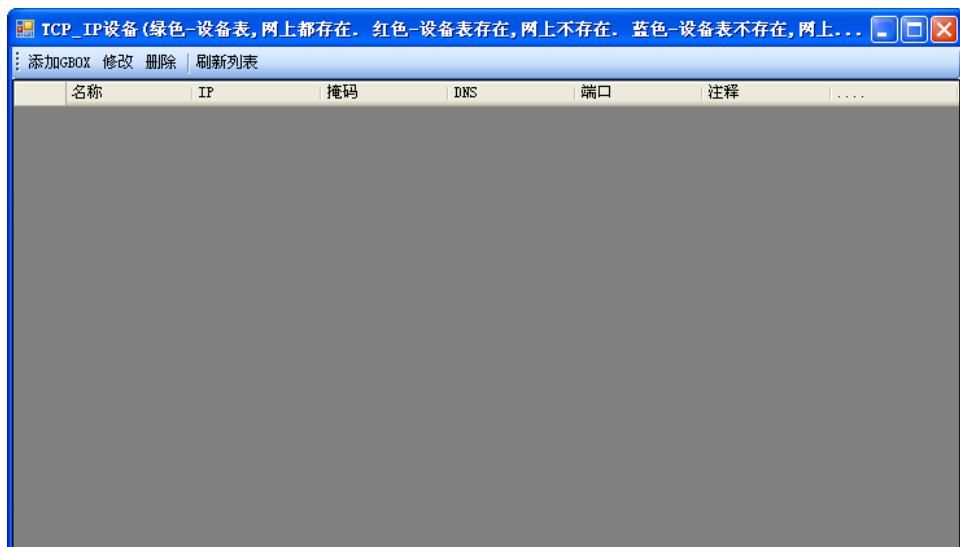 TCP_IP设备(绿色-设备表,网上都存在. 红色-设备表存在,网上不存在. 蓝色-设备表不存在,网上...
添加GBOX 修改 删除 刷新列表
名称 IP 掩码 DNS 端口 注释 ....